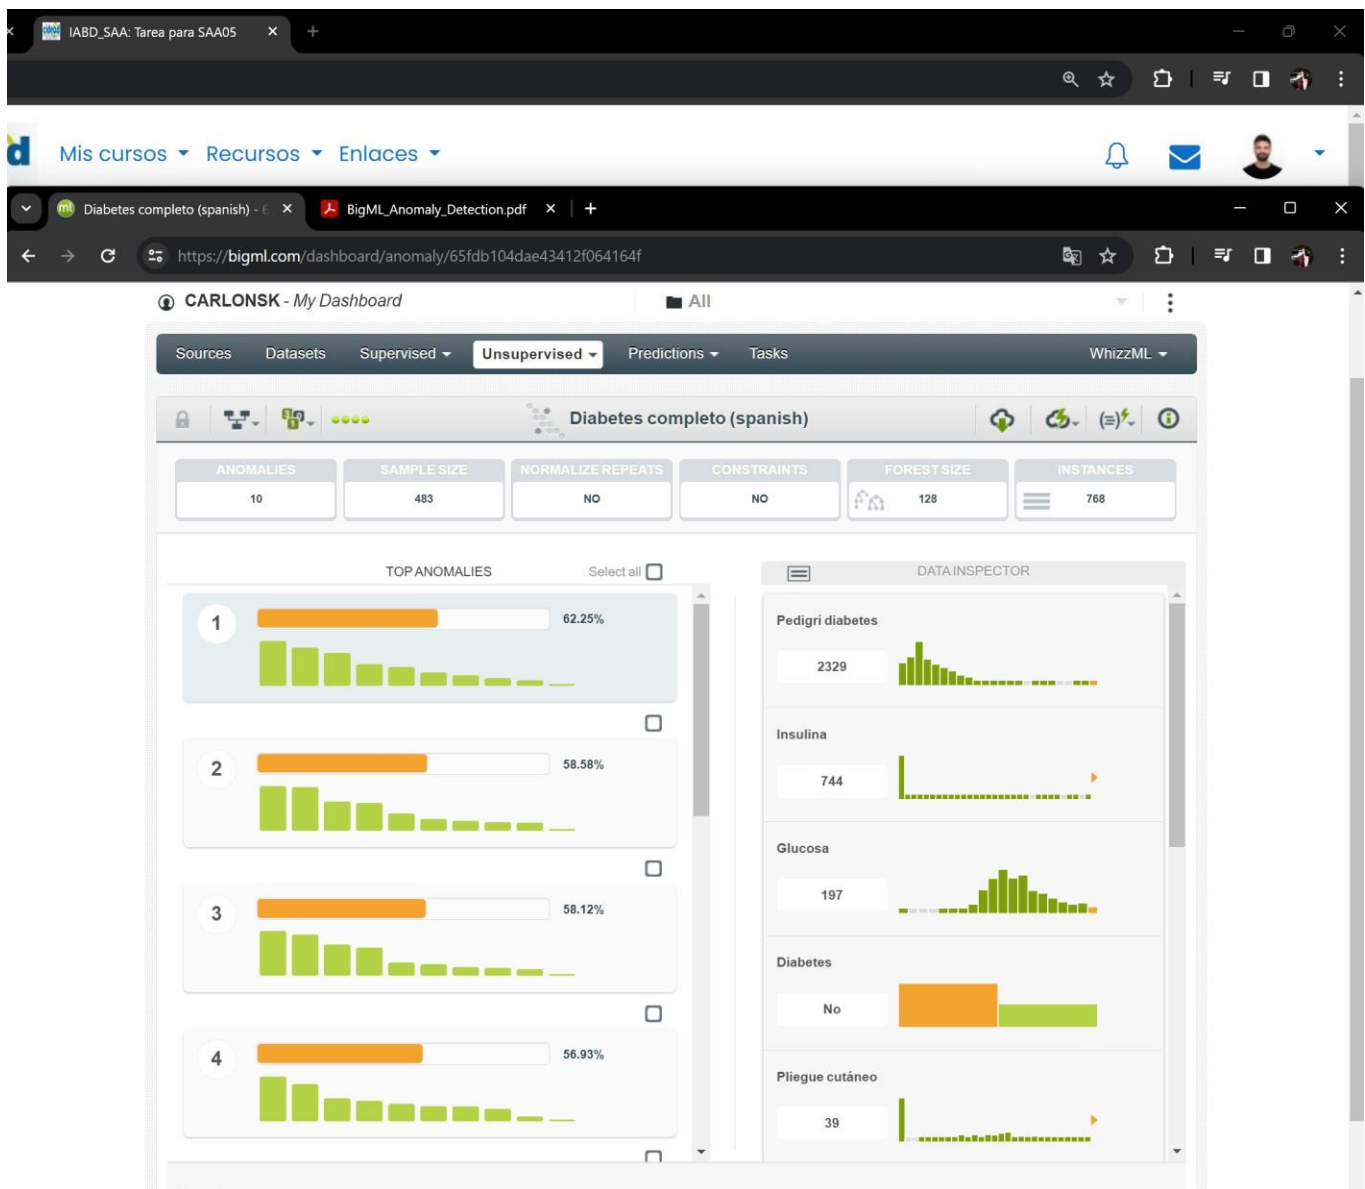 IABD_SAA: Tarea para SAA05
Mis cursos Recursos Enlaces
Diabetes completo (spanish) - 6 BigML_Anomaly_Detection.pdf
https://bigml.com/dashboard/anomaly/65fdb104dae43412f064164f
CARLONSK - My Dashboard All
Sources Datasets Supervised Unsupervised Predictions Tasks WhizzML
Diabetes completo (spanish)
ANOMALIES SAMPLE SIZE NORMALIZE REPEATS CONSTRAINTS FOREST SIZE INSTANCES
10 483 NO NO 128 768
TOP ANOMALIES Select all DATA INSPECTOR
1 62.25%
2 58.58%
3 58.12%
4 56.93%
Pedigrí diabetes
2329
Insulina
744
Glucosa
197
Diabetes
No
Pliegue cutáneo
39